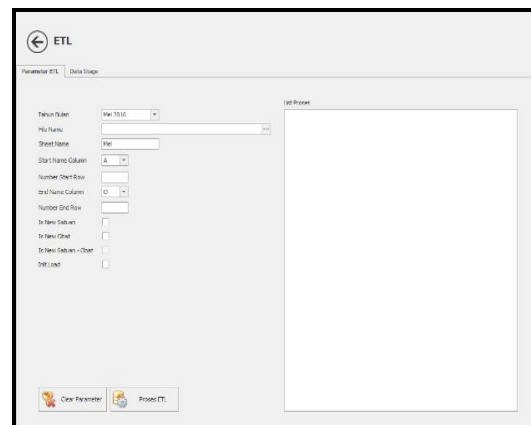 ETL
Parameter ETL Data Stage
Tahun Bulan Mei 2016
File Name
Sheet Name Mei
Start Name Column A
Number Start Row
End Name Column O
Number End Row
Is New Satuan
Is New Obat
Is New Satuan - Obat
Init Load
List Proses
Clear Parameter Proses ETL